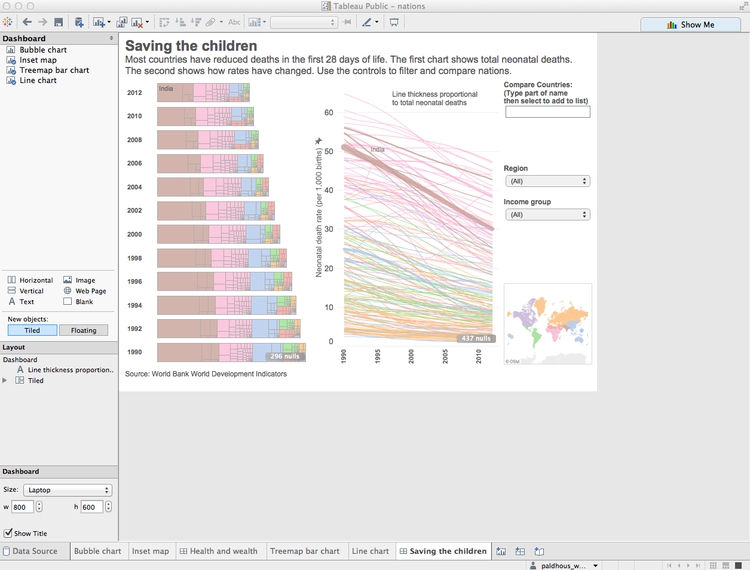 Tableau Public - nations
Abc
Show Me
Dashboard
Bubble chart
Inset map
Treemap bar chart
Line chart
Horizontal
Image
Vertical
Web Page
A Text
Blank
New objects:
Tiled
Floating
Layout
Dashboard
A Line thickness proportion..
Tiled
Dashboard
Size: Laptop
w 800
h 600
Show Title
Saving the children
Most countries have reduced deaths in the first 28 days of life. The first chart shows total neonatal deaths.
The second shows how rates have changed. Use the controls to filter and compare nations.
2012
India
2010
2008
2006
2004
2002
2000
1998
1996
1994
1992
1990
296 nulls
Source: World Bank World Development Indicators
Line thickness proportional
to total neonatal deaths
India
Neonatal death rate (per 1,000 births)
60
50
40
30
20
10
0
437 nulls
1990
1995
2000
2005
2010
Compare Countries:
(Type part of name
then select to add to list)
Region
(All)
Income group
(All)
© OSM
Data Source
Bubble chart
Inset map
Health and wealth
Treemap bar chart
Line chart
Saving the children
paldhous_w...